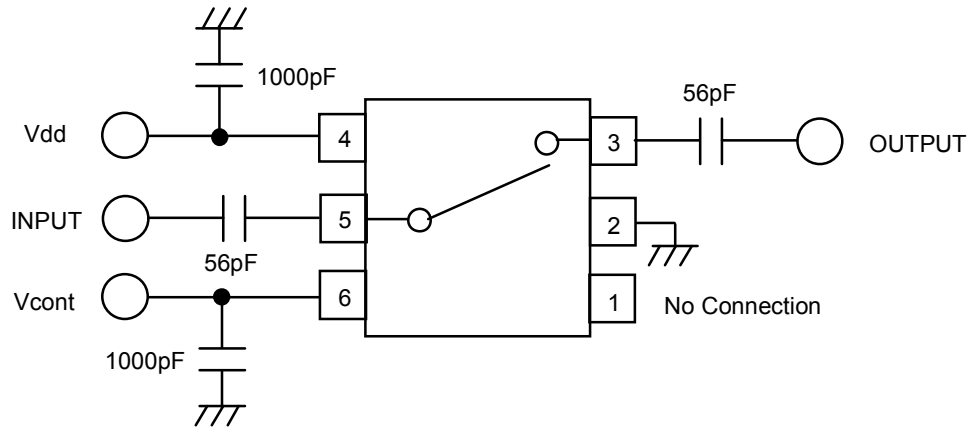 1000pF
56pF
Vdd
4
3
OUTPUT
INPUT
5
2
56pF
Vcont
6
1
No Connection
1000pF